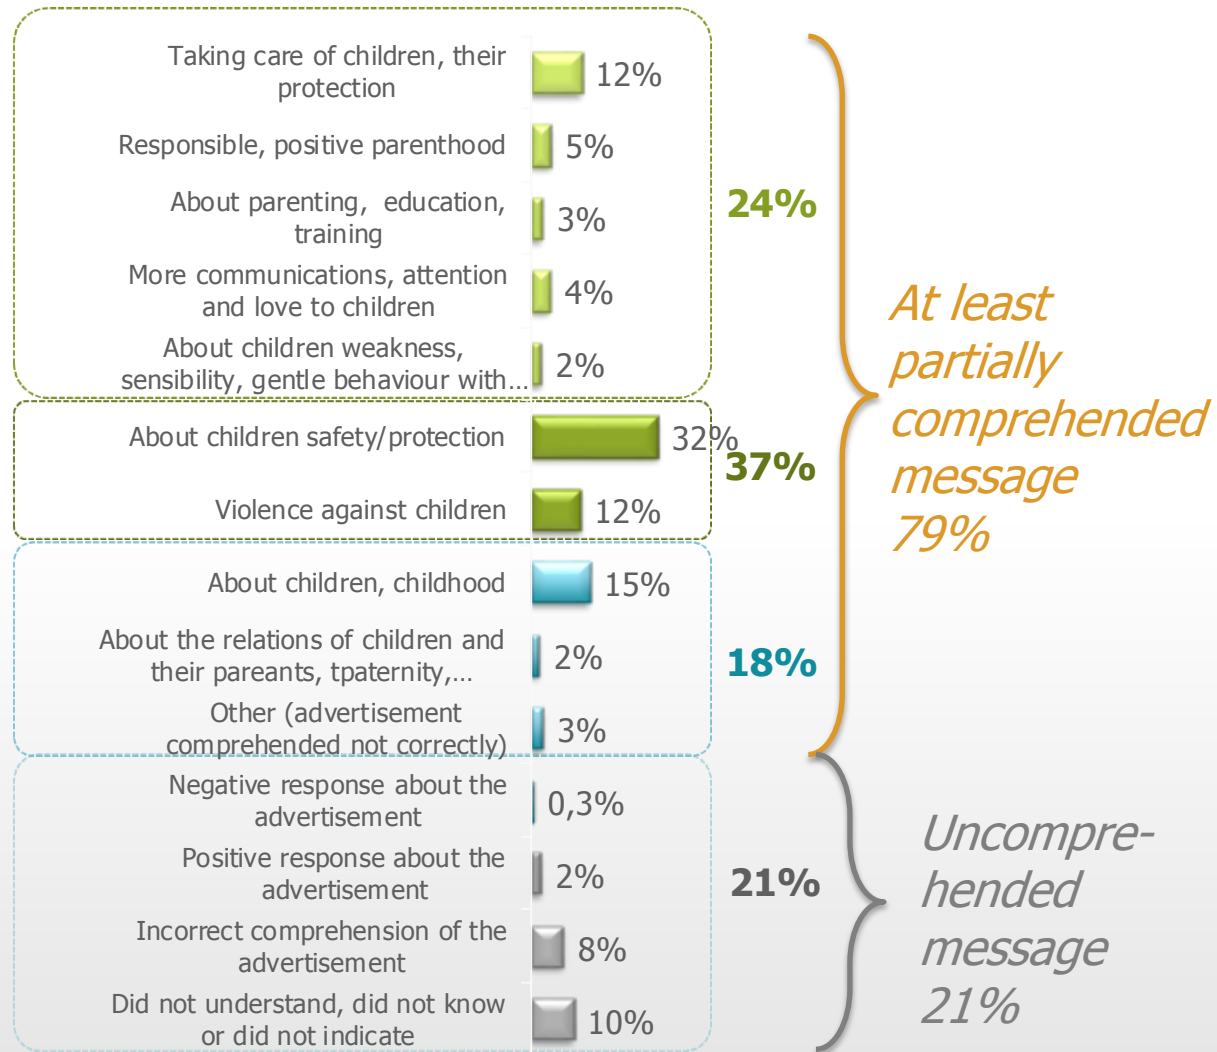 Taking care of children, their
protection
12%
Responsible, positive parenthood
5%
About parenting, education,
training
3%
More communications, attention
and love to children
4%
About children weakness,
sensibility, gentle behaviour with…
2%
24%
About children safety/protection
32%
Violence against children
12%
37%
About children, childhood
15%
About the relations of children and
their pareants, tpaternity,…
2%
Other (advertisement
comprehended not correctly)
3%
18%
At least
partially
comprehended
message
79%
Negative response about the
advertisement
0,3%
Positive response about the
advertisement
2%
Incorrect comprehension of the
advertisement
8%
Did not understand, did not know
or did not indicate
10%
21%
Uncompre-
hended
message
21%